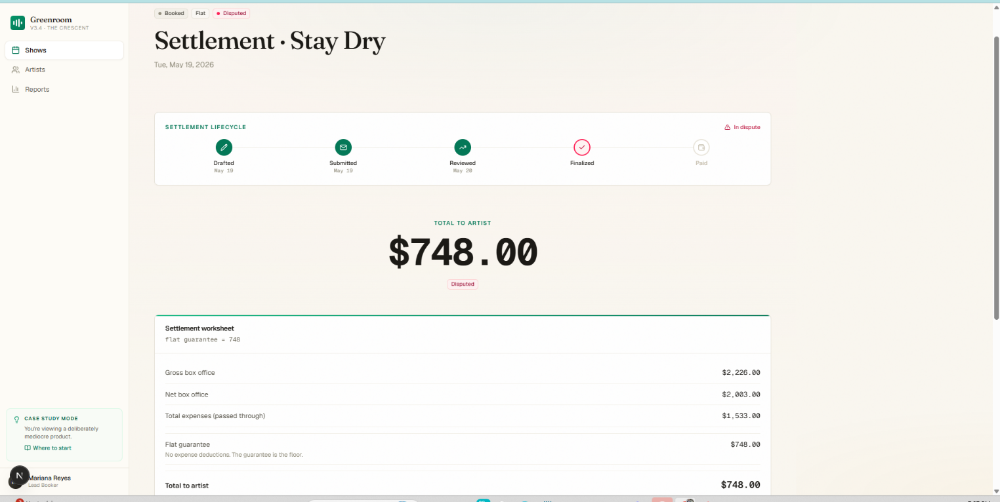 Greenroom
V3.4 · THE CRESCENT
Shows
Artists
Reports
CASE STUDY MODE
You're viewing a deliberately
mediocre product.
Where to start
N
Mariana Reyes
Lead Booker
Booked Flat Disputed
Settlement · Stay Dry
Tue, May 19, 2026
SETTLEMENT LIFECYCLE In dispute
Drafted Submitted Reviewed Finalized Paid
May 19 May 19 May 20
TOTAL TO ARTIST
$748.00
Disputed
Settlement worksheet
flat guarantee = 748
Gross box office $2,226.00
Net box office $2,003.00
Total expenses (passed through) $1,533.00
Flat guarantee $748.00
No expense deductions. The guarantee is the floor.
Total to artist $748.00